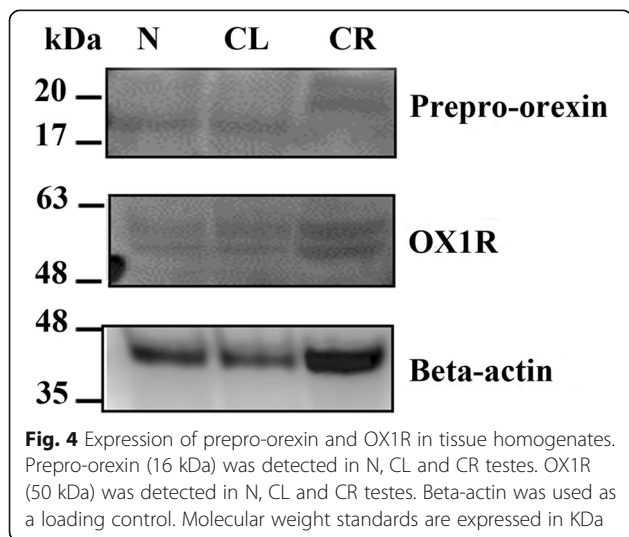 kDa N CL CR
20
17
Prepro-orexin
63
48
OX1R
48
35
Beta-actin
Fig. 4 Expression of prepro-orexin and OX1R in tissue homogenates.
Prepro-orexin (16 kDa) was detected in N, CL and CR testes. OX1R
(50 kDa) was detected in N, CL and CR testes. Beta-actin was used as
a loading control. Molecular weight standards are expressed in KDa